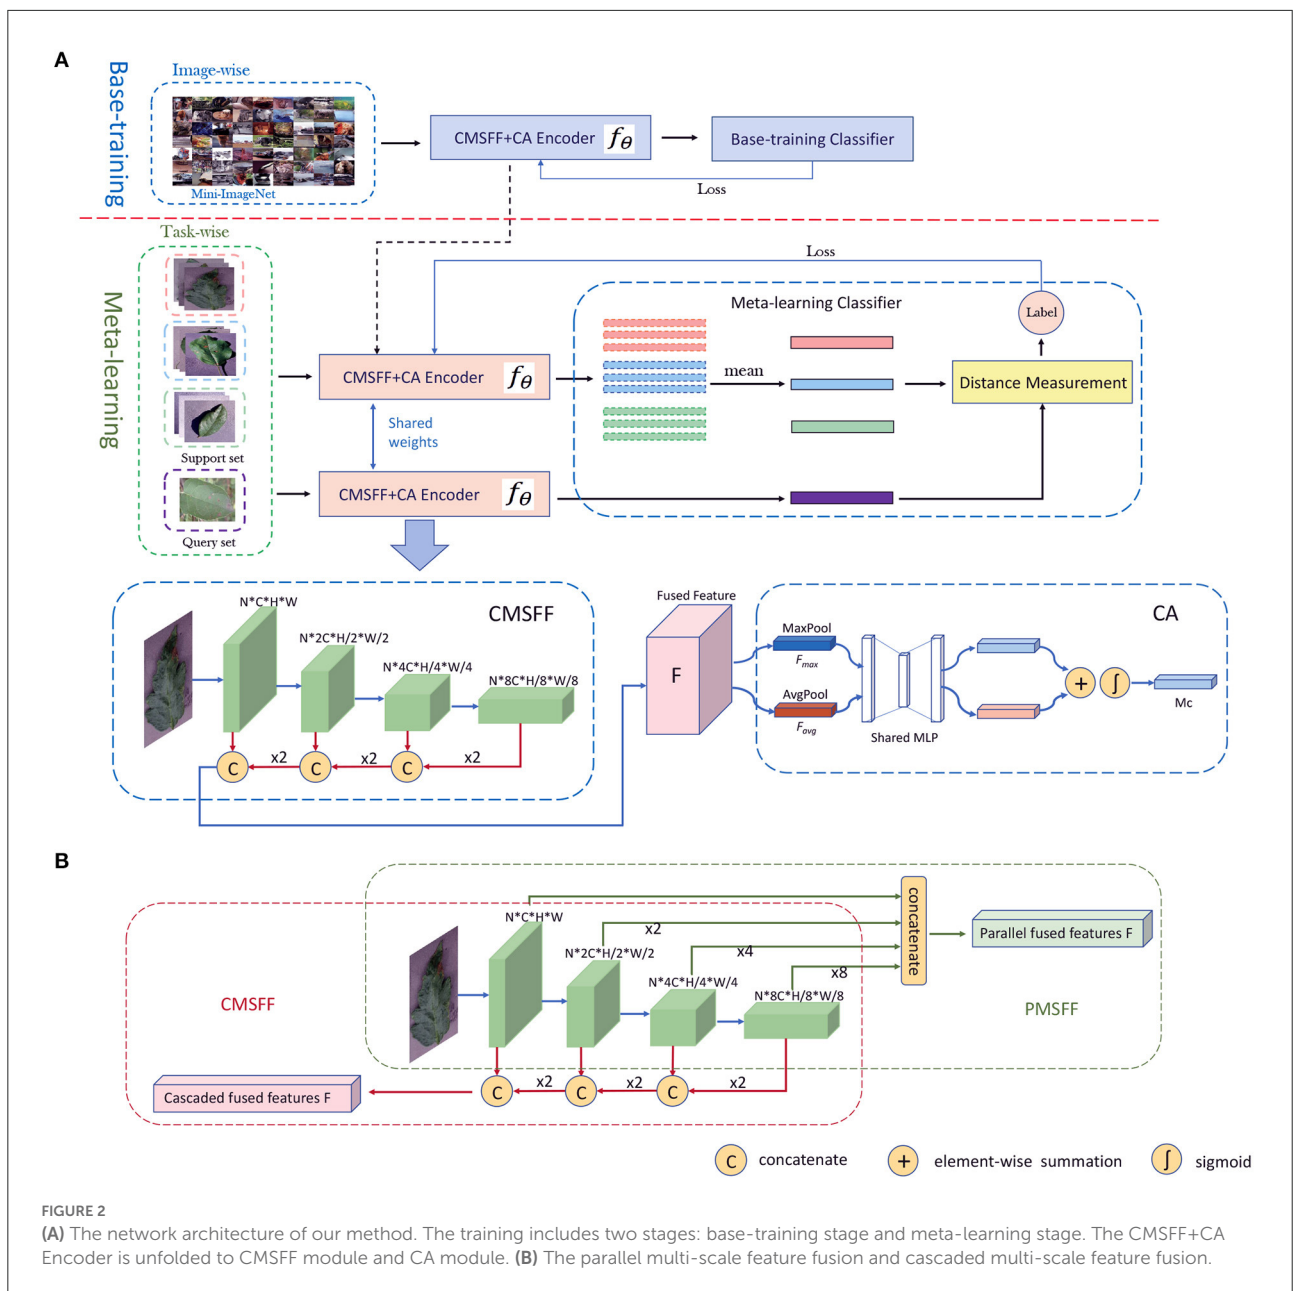 A
Base-training
Image-wise
Mini-ImageNet
CMSFF+CA Encoder fθ
Base-training Classifier
Loss
Meta-learning
Task-wise
Support set
Query set
CMSFF+CA Encoder fθ
Shared
weights
CMSFF+CA Encoder fθ
Loss
Meta-learning Classifier
mean
Label
Distance Measurement
CMSFF
N*C*H*W
N*2C*H/2*W/2
N*4C*H/4*W/4
N*8C*H/8*W/8
C
x2
C
x2
C
x2
Fused Feature
F
CA
MaxPool
Fmax
AvgPool
Favg
Shared MLP
+
∫
Mc
B
CMSFF
N*C*H*W
N*2C*H/2*W/2
N*4C*H/4*W/4
N*8C*H/8*W/8
x2
x4
x8
concatenate
Parallel fused features F
PMSFF
C
x2
C
x2
C
x2
Cascaded fused features F
C concatenate
+ element-wise summation
∫ sigmoid
FIGURE 2
(A) The network architecture of our method. The training includes two stages: base-training stage and meta-learning stage. The CMSFF+CA
Encoder is unfolded to CMSFF module and CA module. (B) The parallel multi-scale feature fusion and cascaded multi-scale feature fusion.